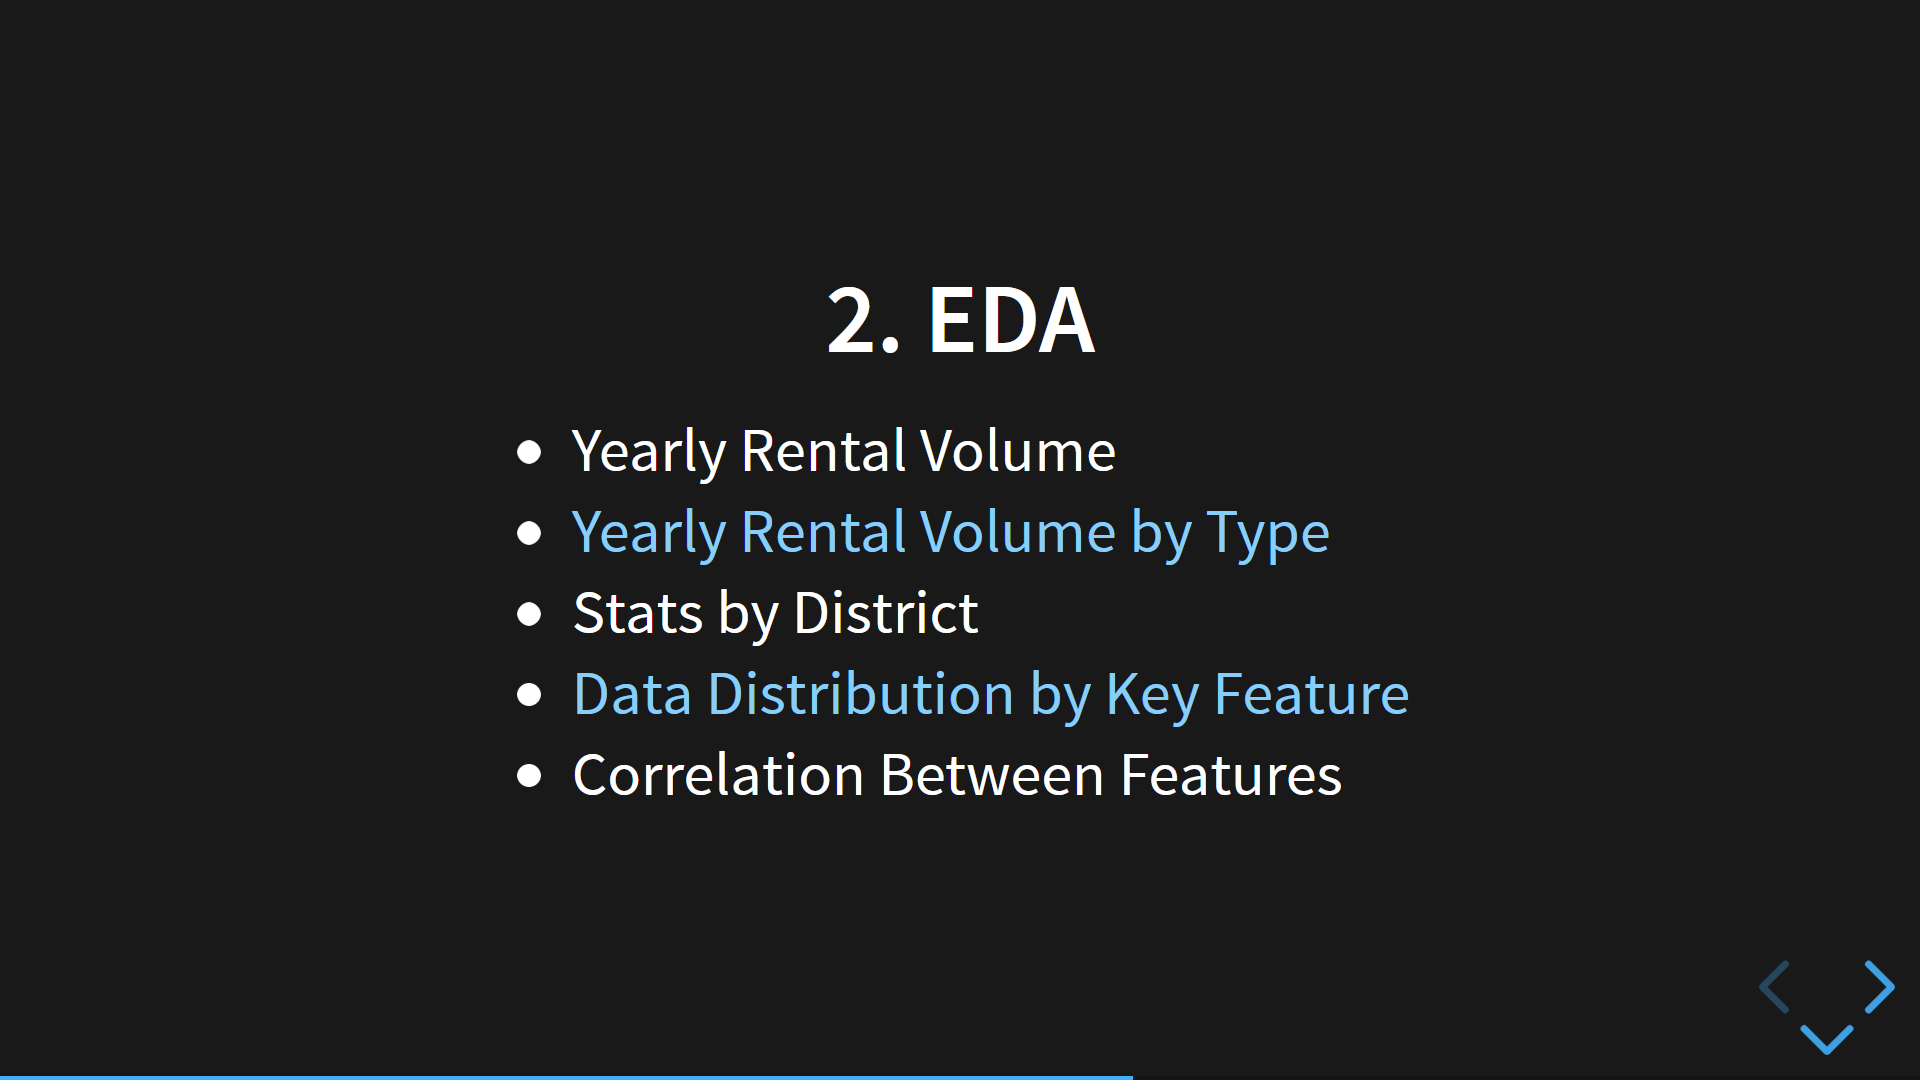 2. EDA
Yearly Rental Volume
Yearly Rental Volume by Type
Stats by District
Data Distribution by Key Feature
Correlation Between Features